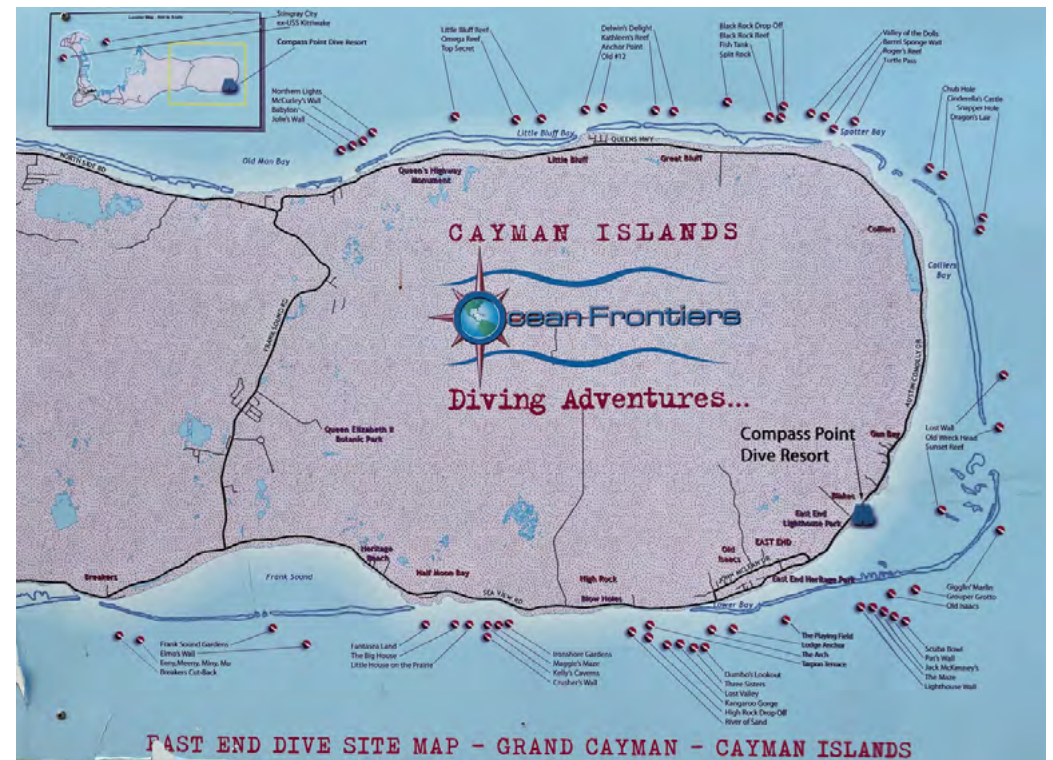 Stingray City
ex-USS Kittiwake
Compass Point Dive Resort
Northern Lights
McCurley's Wall
Babylon
Julie's Wall
Little Bluff Reef
Omega Reef
Top Secret
Delwin's Delight
Kathleen's Reef
Anchor Point
Old #12
Black Rock Drop Off
Black Rock Reef
Fish Tank
Split Rock
Valley of the Dolls
Barrel Sponge Wall
Roger's Reef
Turtle Pass
Chub Hole
Cinderella's Castle
Snapper Hole
Dragon's Lair
Spotter Bay
Little Bluff Bay
QUEENS HWY
Old Man Bay
NORTH SIDE RD
Queen's Highway
Monument
Little Bluff
Great Bluff
CAYMAN ISLANDS
Colliers
Colliers
Bay
Ocean Frontiers
FRANK SOUND RD
AUSTIN CONOLLY DR
Diving Adventures...
Queen Elizabeth II
Botanic Park
Compass Point
Dive Resort
Gun Bay
Lost Wall
Old Wreck Head
Sunset Reef
Blakes
East End
Lighthouse Park
EAST END
Old
Isaacs
Heritage
Beach
Half Moon Bay
High Rock
Blow Holes
East End Heritage Park
Breakers
Frank Sound
SEA VIEW RD
Lower Bay
Gigglin' Marlin
Grouper Grotto
Old Isaacs
Frank Sound Gardens
Elmo's Wall
Eeny, Meeny, Miny, Mo
Breakers Cut-Back
Fantasea Land
The Big House
Little House on the Prairie
Ironshore Gardens
Maggie's Maze
Kelly's Caverns
Crusher's Wall
The Playing Field
Lodge Anchor
The Arch
Tarpon Terrace
Dumbo's Lookout
Three Sisters
Lost Valley
Kangaroo Gorge
High Rock Drop Off
River of Sand
Scuba Bowl
Pat's Wall
Jack McKenney's
The Maze
Lighthouse Wall
EAST END DIVE SITE MAP - GRAND CAYMAN - CAYMAN ISLANDS